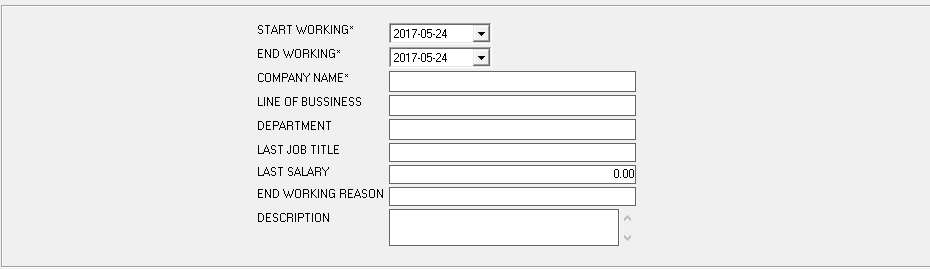 START WORKING* 2017-05-24
END WORKING* 2017-05-24
COMPANY NAME*
LINE OF BUSSINESS
DEPARTMENT
LAST JOB TITLE
LAST SALARY 0.00
END WORKING REASON
DESCRIPTION